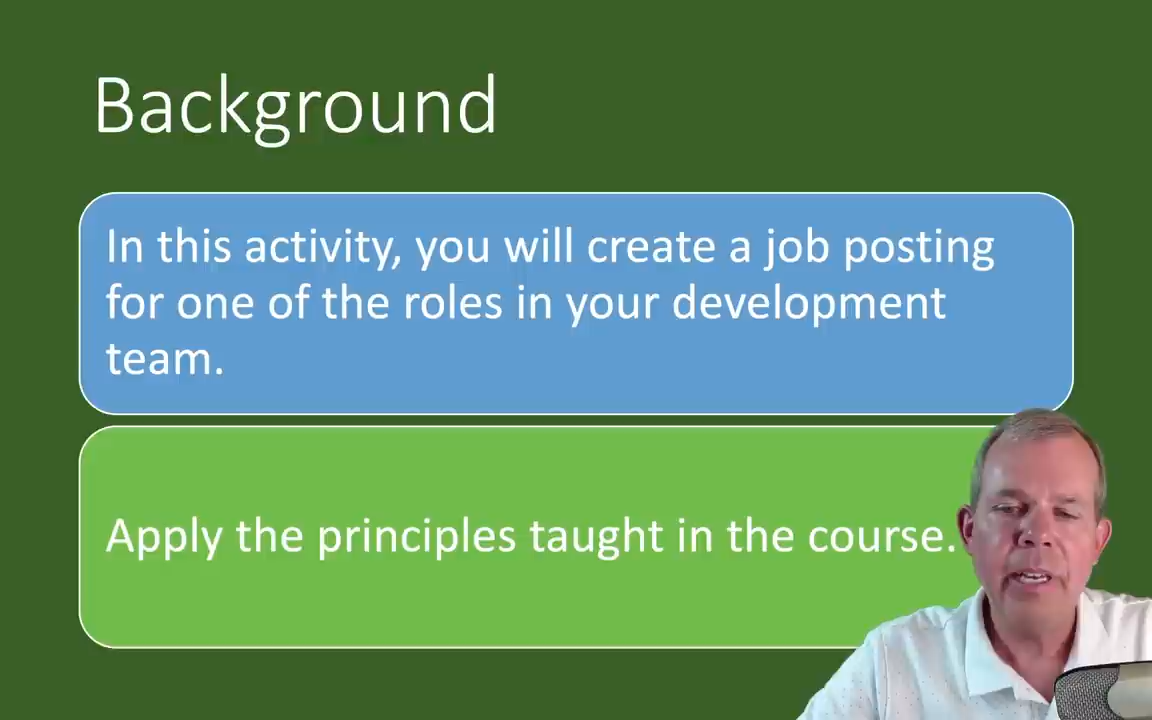 Background
In this activity, you will create a job posting
for one of the roles in your development
team.
Apply the principles taught in the course.